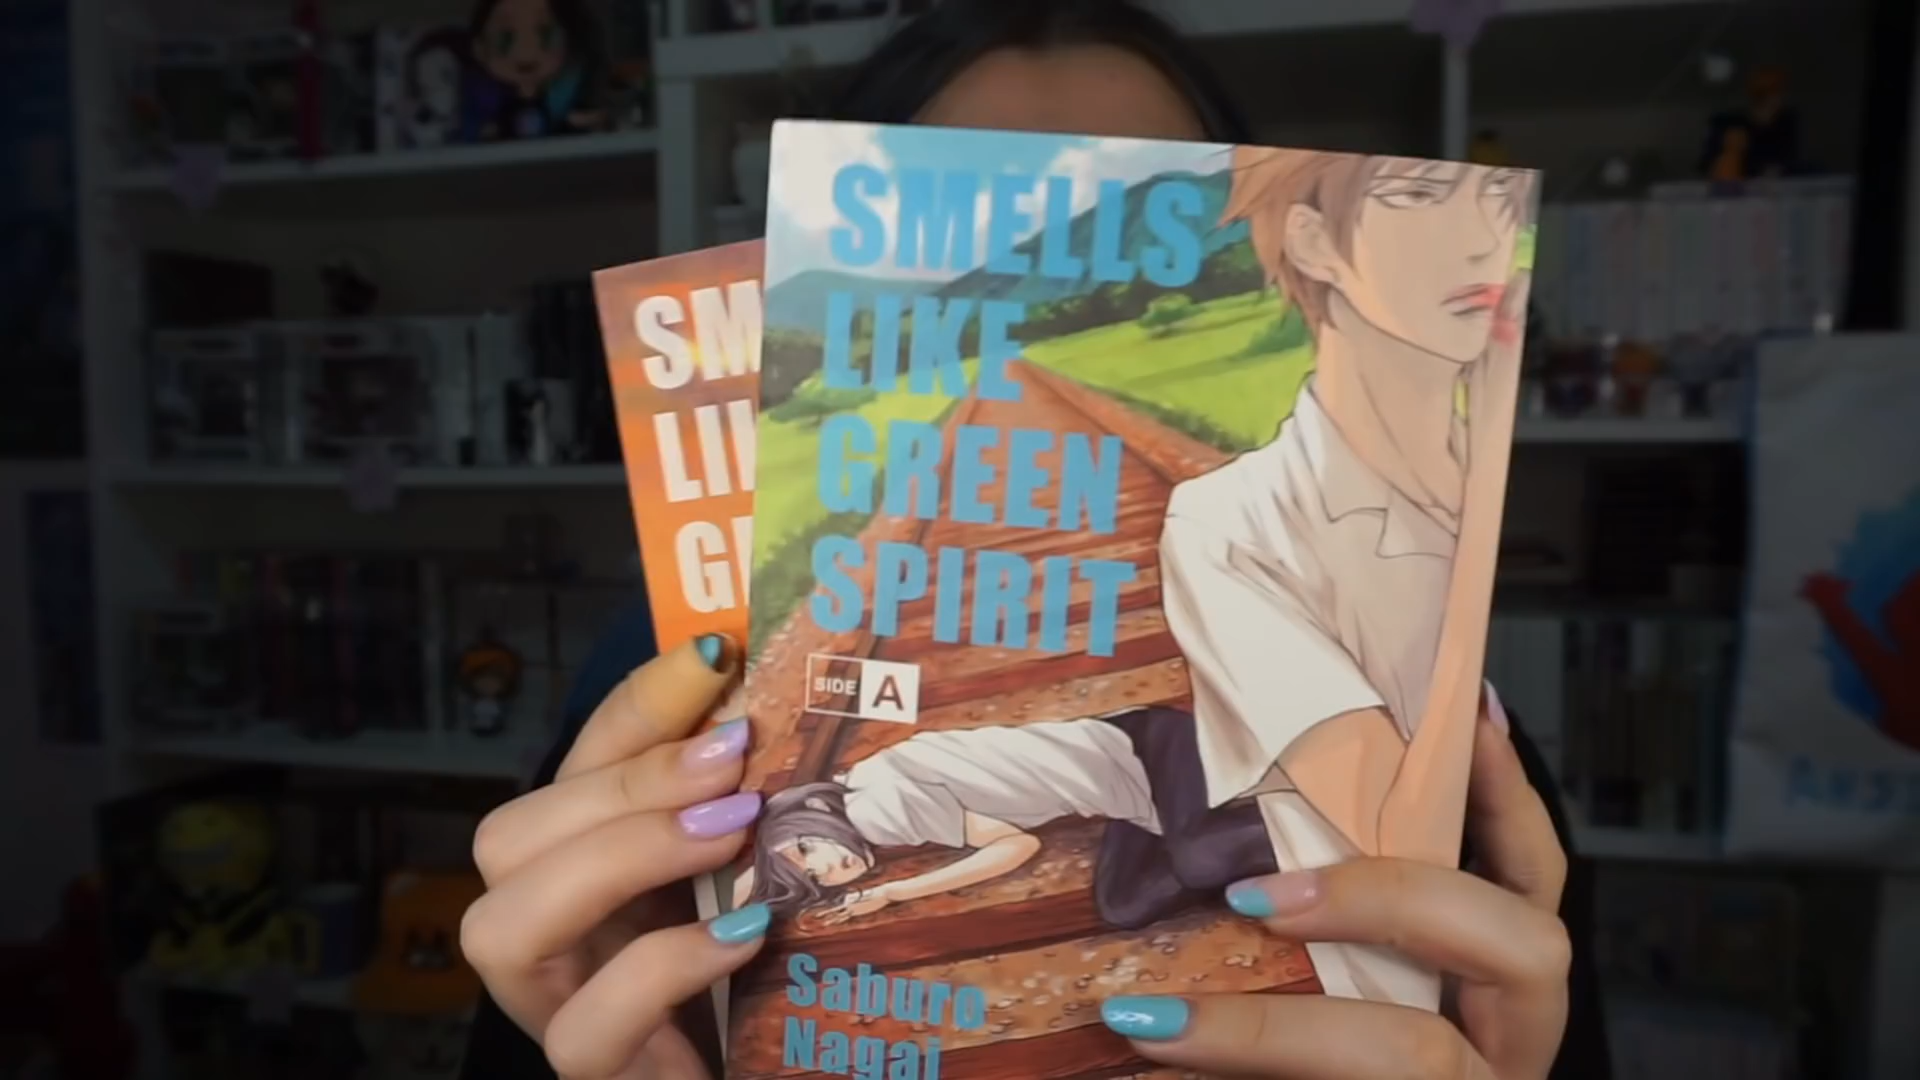 SMELLS
LIKE
GREEN
SPIRIT
SIDE A
Saburo
Nagai
SM
LI
G